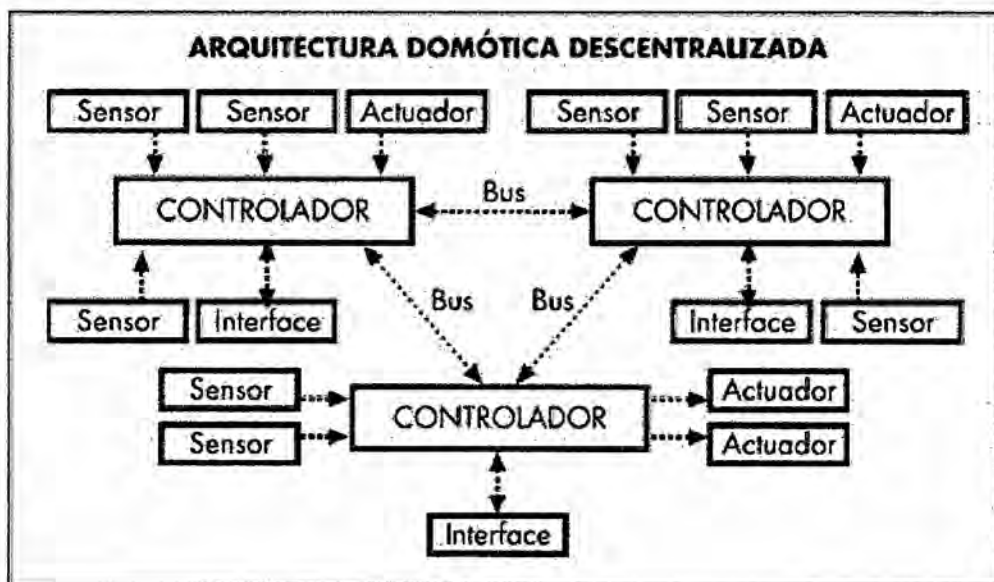 ARQUITECTURA DOMÓTICA DESCENTRALIZADA
Sensor Sensor Actuador Sensor Sensor Actuador
CONTROLADOR Bus CONTROLADOR
Sensor Interface Bus Bus Interface Sensor
Sensor CONTROLADOR Actuador
Sensor Actuador
Interface